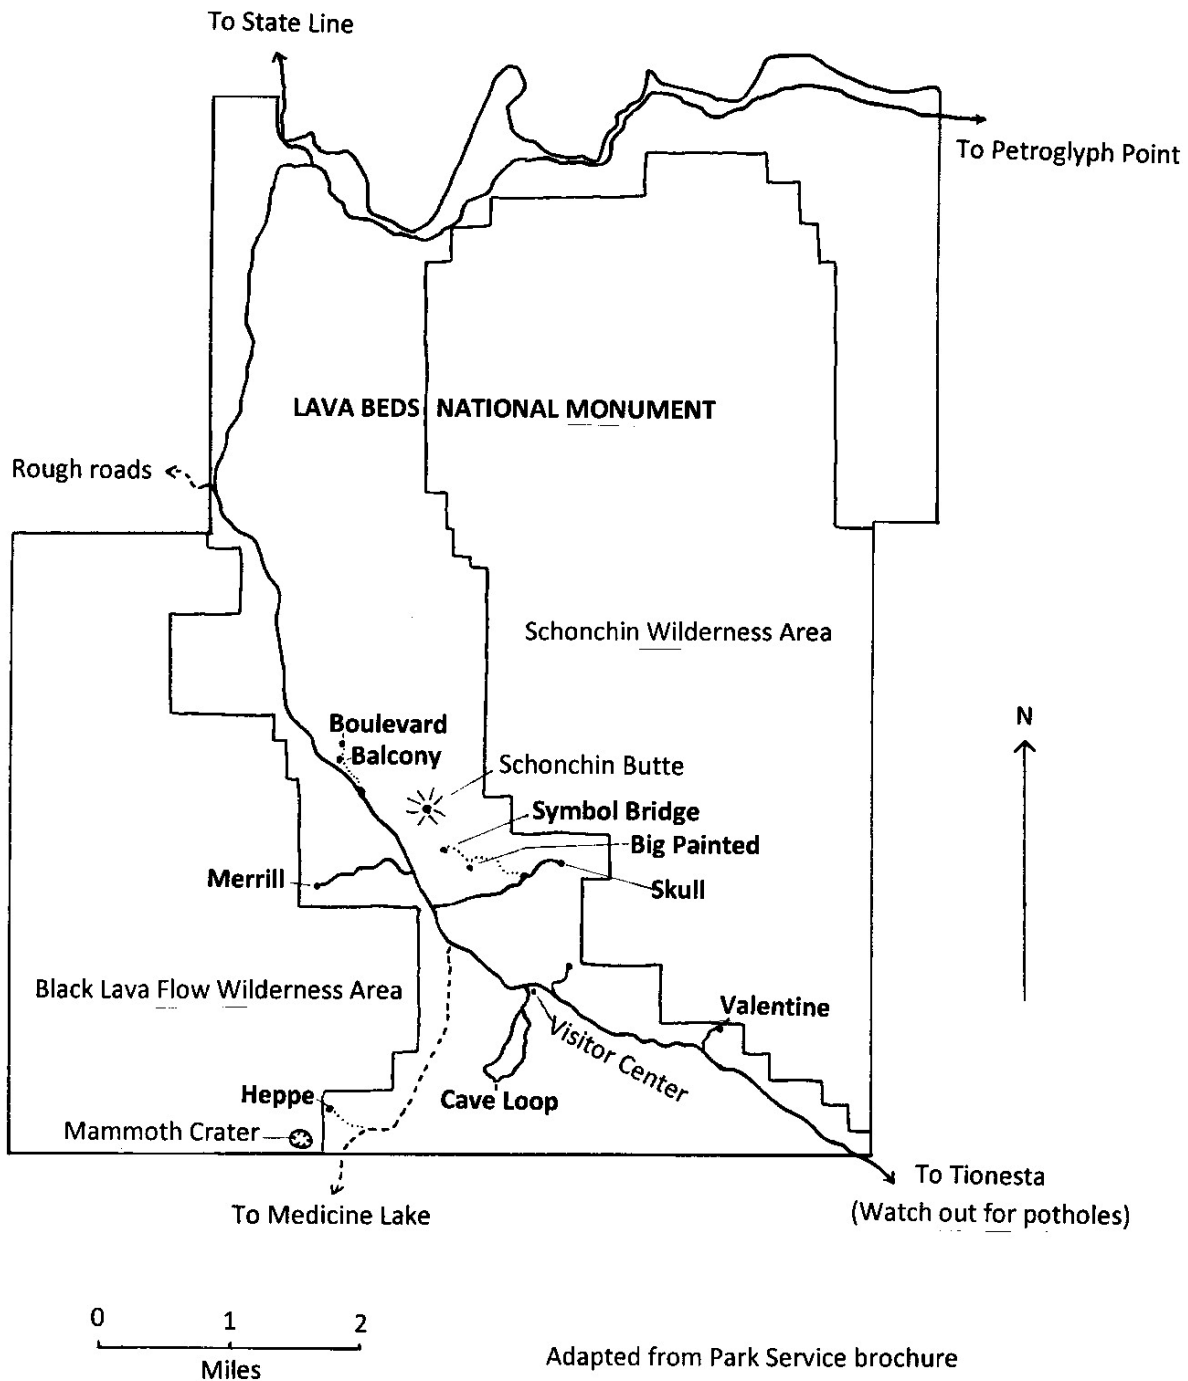 To State Line
To Petroglyph Point
LAVA BEDS NATIONAL MONUMENT
Rough roads
Schonchin Wilderness Area
N
Boulevard
Balcony
Schonchin Butte
Symbol Bridge
Big Painted
Merrill
Skull
Black Lava Flow Wilderness Area
Valentine
Visitor Center
Heppe
Cave Loop
Mammoth Crater
To Tionesta
(Watch out for potholes)
To Medicine Lake
0 1 2
Miles
Adapted from Park Service brochure